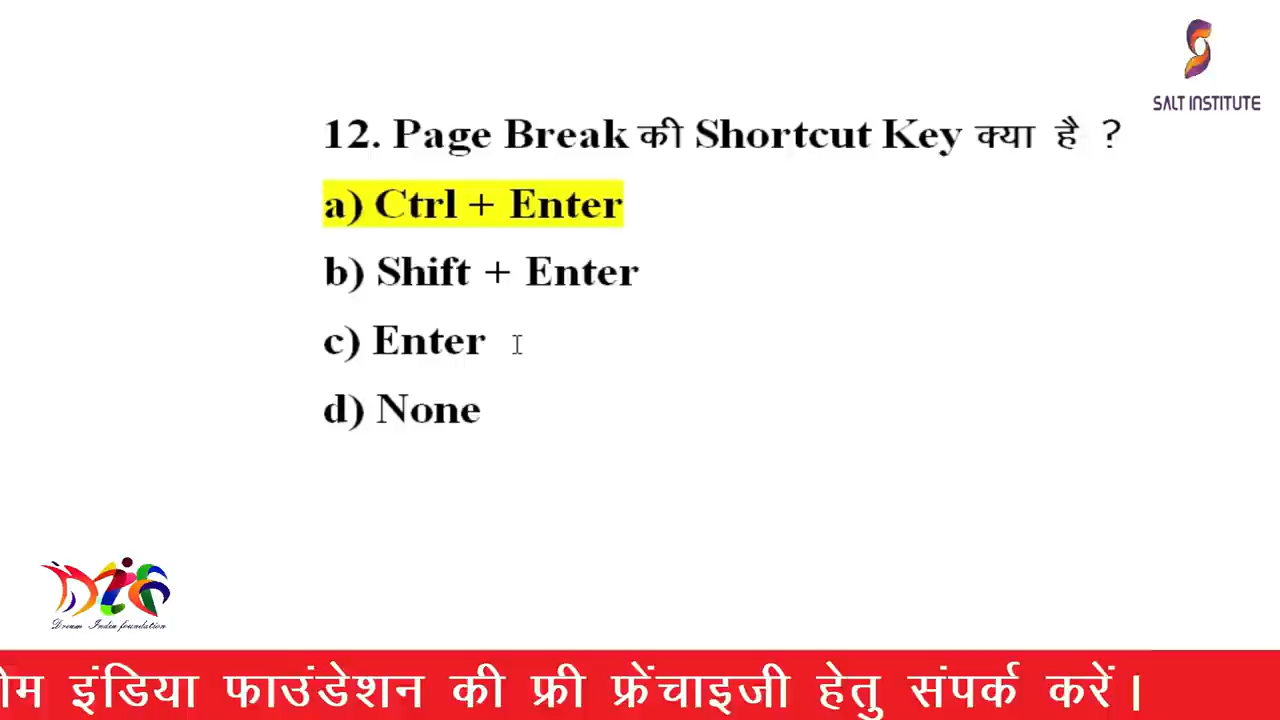 SALT INSTITUTE
12. Page Break की Shortcut Key क्या है ?
a) Ctrl + Enter
b) Shift + Enter
c) Enter
d) None
Dream India foundation
इंडिया फाउंडेशन की फ्री फ्रेंचाइजी हेतु संपर्क करें।